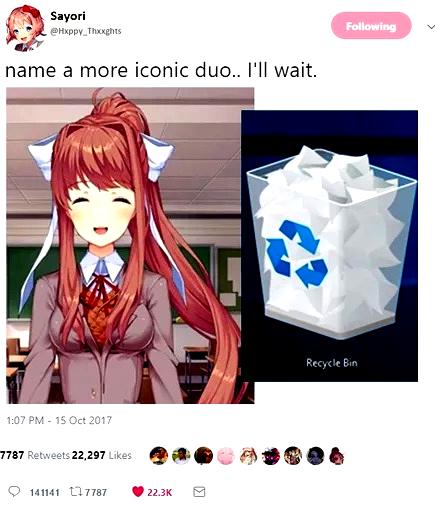 Sayori
@Hxppy_Thxxghts
Following
name a more iconic duo.. I'll wait.
Recycle Bin
1:07 PM - 15 Oct 2017
7787 Retweets 22,297 Likes
141141 7787 22.3K